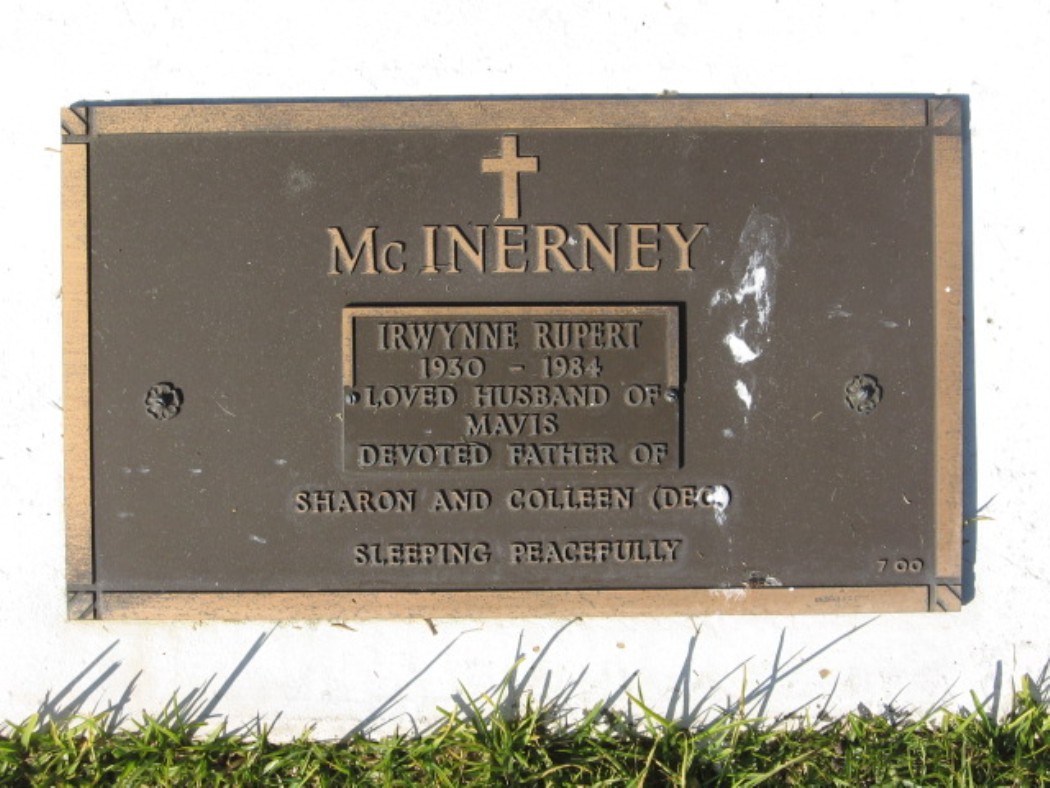 Mc INERNEY
IRWYNNE RUPERT
1930 - 1984
LOVED HUSBAND OF
MAVIS
DEVOTED FATHER OF
SHARON AND COLLEEN (DEC)
SLEEPING PEACEFULLY
7 00